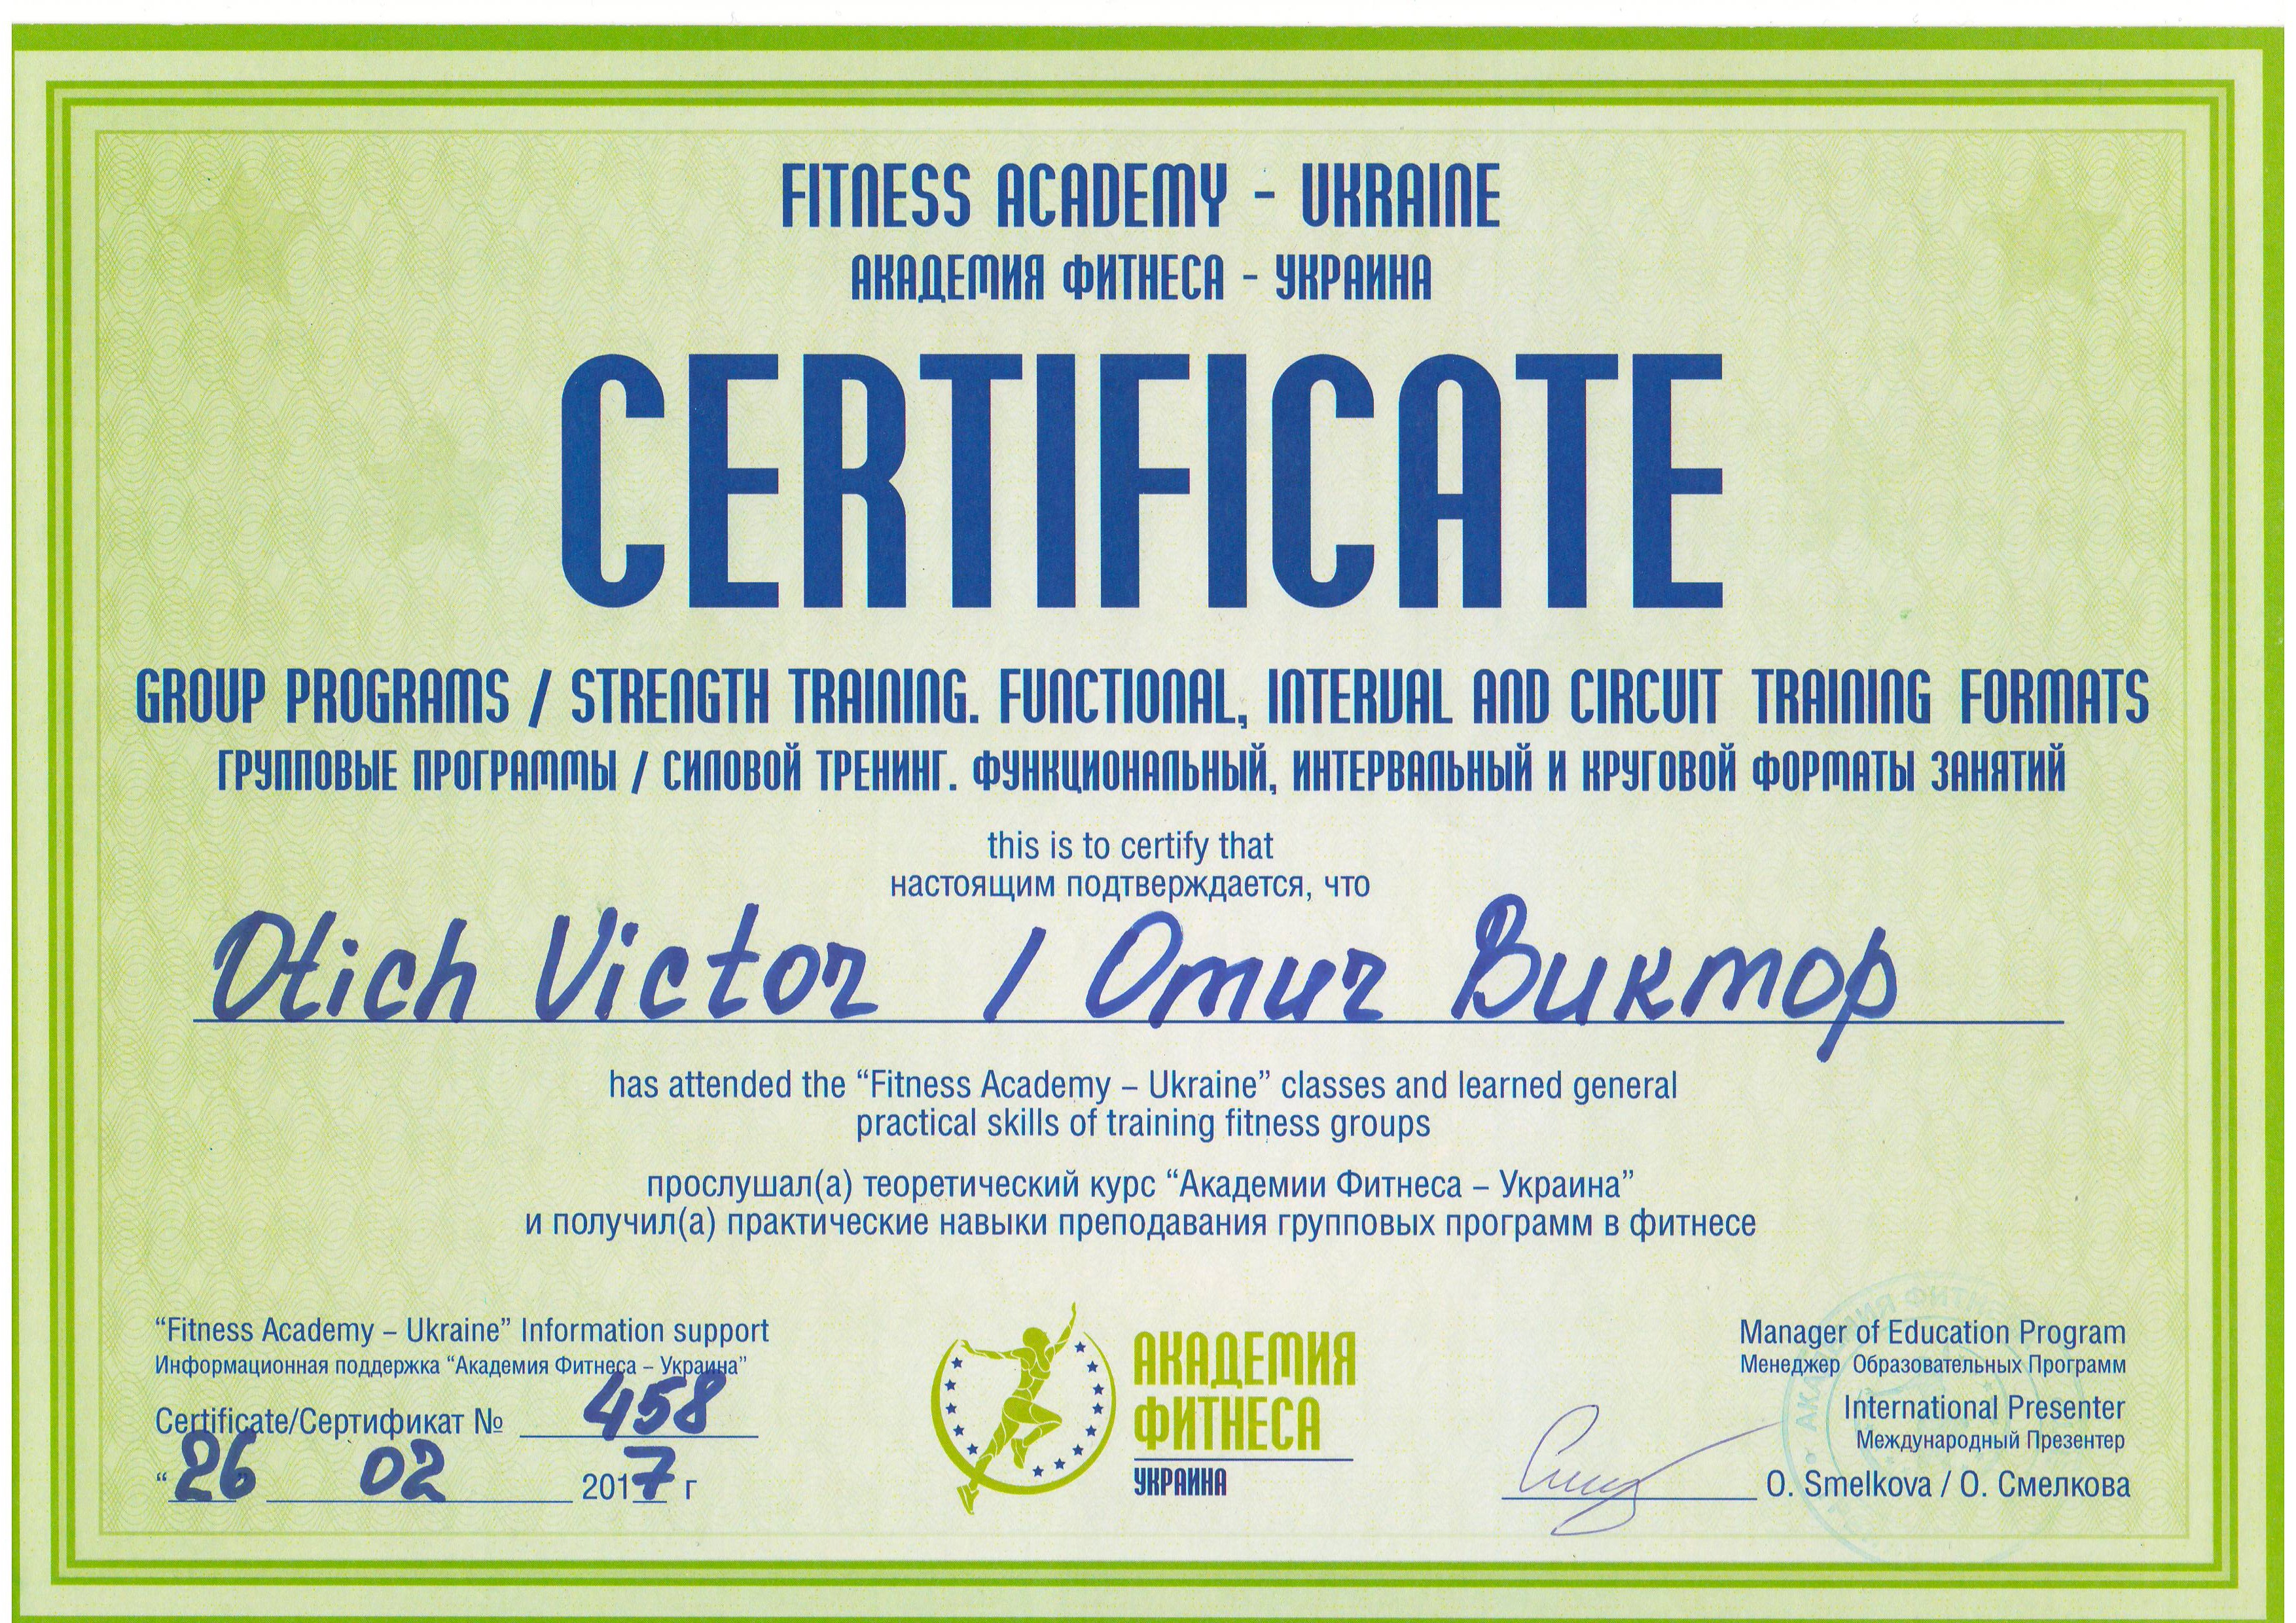 FITNESS ACADEMY - UKRAINE
АКАДЕМИЯ ФИТНЕСА - УКРАИНА
CERTIFICATE
GROUP PROGRAMS / STRENGTH TRAINING. FUNCTIONAL, INTERVAL AND CIRCUIT TRAINING FORMATS
ГРУППОВЫЕ ПРОГРАММЫ / СИЛОВОЙ ТРЕНИНГ. ФУНКЦИОНАЛЬНЫЙ, ИНТЕРВАЛЬНЫЙ И КРУГОВОЙ ФОРМАТЫ ЗАНЯТИЙ
this is to certify that
настоящим подтверждается, что
Otich Victor / Отич Виктор
has attended the “Fitness Academy – Ukraine” classes and learned general
practical skills of training fitness groups
прослушал(а) теоретический курс “Академии Фитнеса – Украина”
и получил(а) практические навыки преподавания групповых программ в фитнесе
“Fitness Academy – Ukraine” Information support
Информационная поддержка “Академия Фитнеса – Украина”
Certificate/Сертификат № 458
“26” 02 2017 г
АКАДЕМИЯ
ФИТНЕСА
УКРАИНА
Manager of Education Program
Менеджер Образовательных Программ
International Presenter
Международный Презентер
O. Smelkova / О. Смелкова